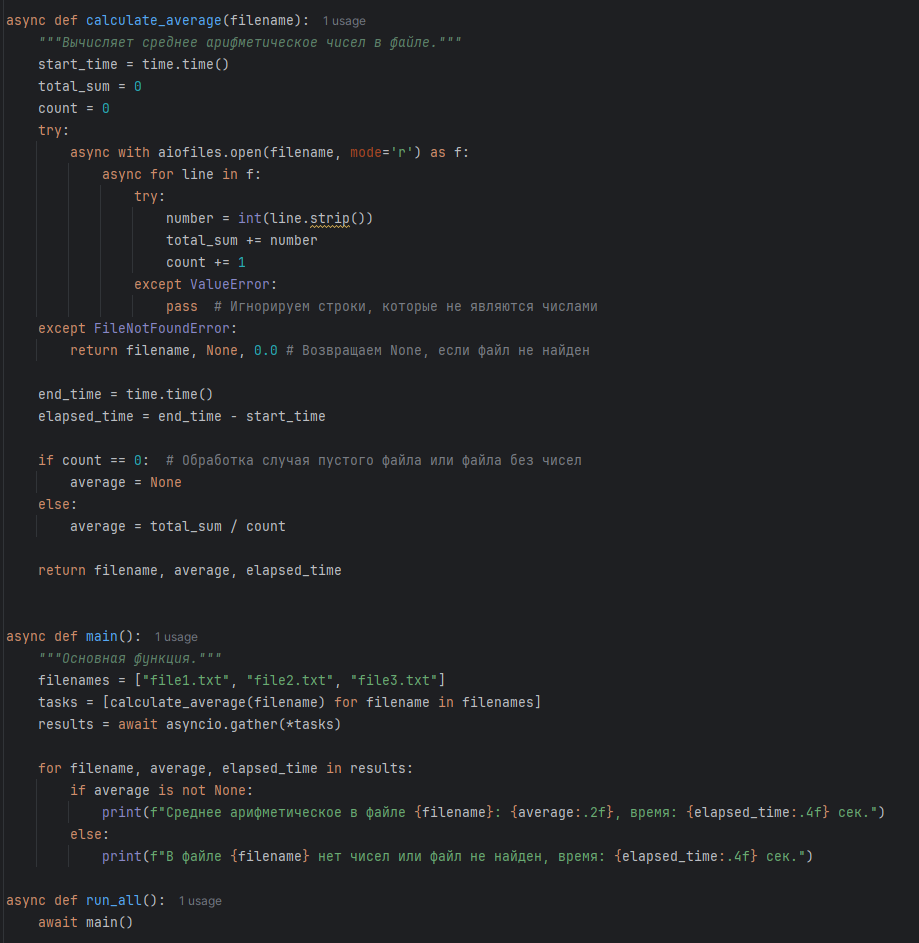 async def calculate_average(filename):  1 usage
    """Вычисляет среднее арифметическое чисел в файле."""
    start_time = time.time()
    total_sum = 0
    count = 0
    try:
        async with aiofiles.open(filename, mode='r') as f:
            async for line in f:
                try:
                    number = int(line.strip())
                    total_sum += number
                    count += 1
                except ValueError:
                    pass  # Игнорируем строки, которые не являются числами
    except FileNotFoundError:
        return filename, None, 0.0 # Возвращаем None, если файл не найден

    end_time = time.time()
    elapsed_time = end_time - start_time

    if count == 0:  # Обработка случая пустого файла или файла без чисел
        average = None
    else:
        average = total_sum / count

    return filename, average, elapsed_time


async def main():  1 usage
    """Основная функция."""
    filenames = ["file1.txt", "file2.txt", "file3.txt"]
    tasks = [calculate_average(filename) for filename in filenames]
    results = await asyncio.gather(*tasks)

    for filename, average, elapsed_time in results:
        if average is not None:
            print(f"Среднее арифметическое в файле {filename}: {average:.2f}, время: {elapsed_time:.4f} сек.")
        else:
            print(f"В файле {filename} нет чисел или файл не найден, время: {elapsed_time:.4f} сек.")

async def run_all():  1 usage
    await main()